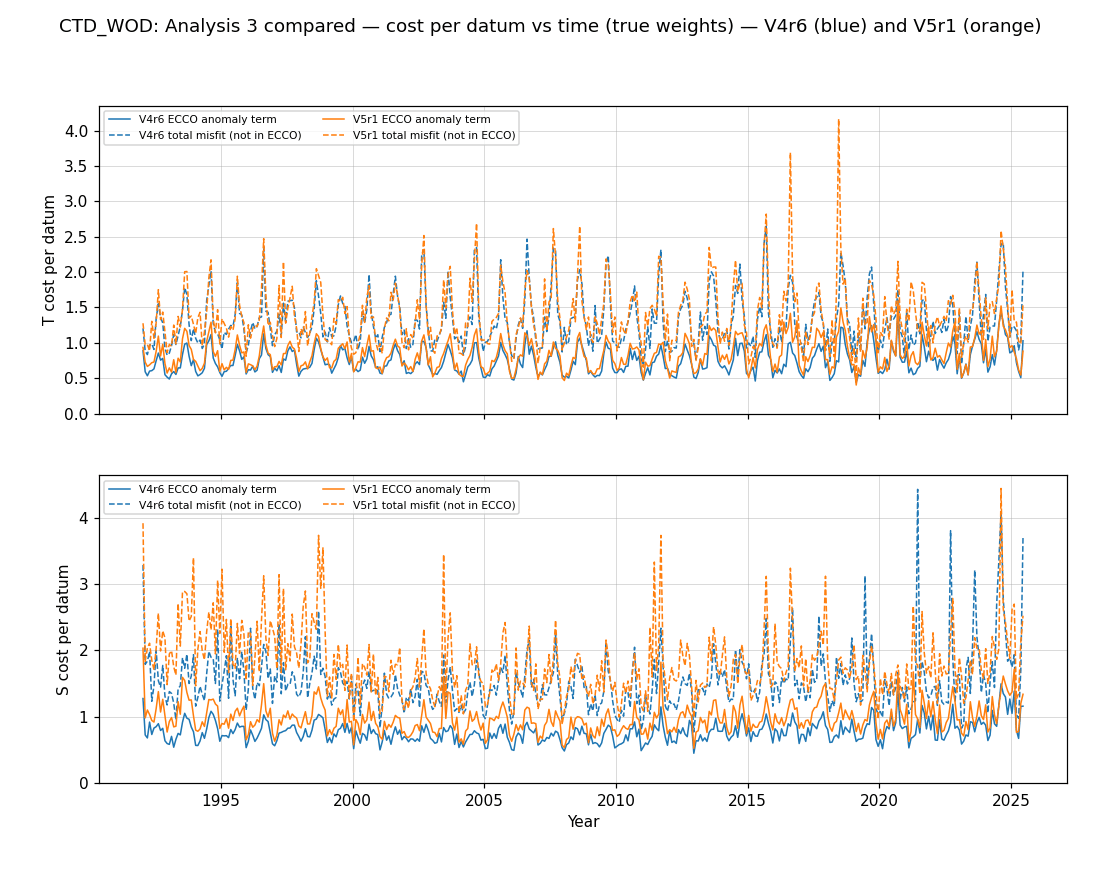 CTD_WOD: Analysis 3 compared — cost per datum vs time (true weights) — V4r6 (blue) and V5r1 (orange)
V4r6 ECCO anomaly term
V4r6 total misfit (not in ECCO)
V5r1 ECCO anomaly term
V5r1 total misfit (not in ECCO)
T cost per datum
4.0
3.5
3.0
2.5
2.0
1.5
1.0
0.5
0.0
V4r6 ECCO anomaly term
V4r6 total misfit (not in ECCO)
V5r1 ECCO anomaly term
V5r1 total misfit (not in ECCO)
S cost per datum
4
3
2
1
0
1995 2000 2005 2010 2015 2020 2025
Year